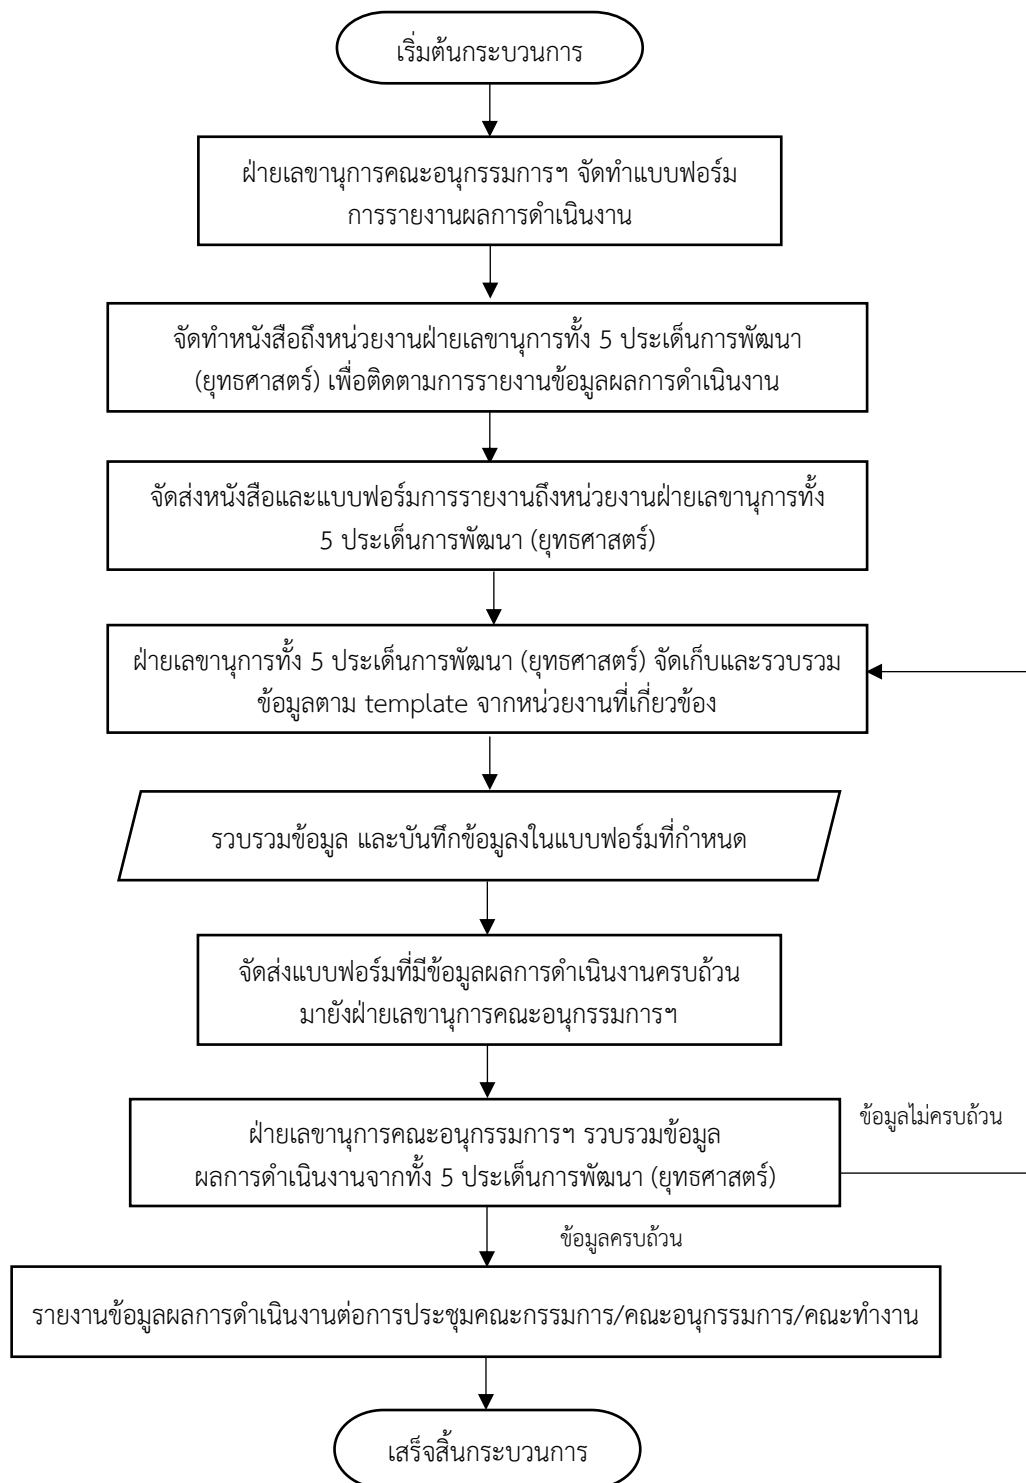 เริ่มต้นกระบวนการ
ฝ่ายเลขานุการคณะอนุกรรมการฯ จัดทำแบบฟอร์ม
การรายงานผลการดำเนินงาน
จัดทำหนังสือถึงหน่วยงานฝ่ายเลขานุการทั้ง 5 ประเด็นการพัฒนา
(ยุทธศาสตร์) เพื่อติดตามการรายงานข้อมูลผลการดำเนินงาน
จัดส่งหนังสือและแบบฟอร์มการรายงานถึงหน่วยงานฝ่ายเลขานุการทั้ง
5 ประเด็นการพัฒนา (ยุทธศาสตร์)
ฝ่ายเลขานุการทั้ง 5 ประเด็นการพัฒนา (ยุทธศาสตร์) จัดเก็บและรวบรวม
ข้อมูลตาม template จากหน่วยงานที่เกี่ยวข้อง
รวบรวมข้อมูล และบันทึกข้อมูลงในแบบฟอร์มที่กำหนด
จัดส่งแบบฟอร์มที่มีข้อมูลผลการดำเนินงานครบถ้วน
มายังฝ่ายเลขานุการคณะอนุกรรมการฯ
ข้อมูลไม่ครบถ้วน
ฝ่ายเลขานุการคณะอนุกรรมการฯ รวบรวมข้อมูล
ผลการดำเนินงานจากทั้ง 5 ประเด็นการพัฒนา (ยุทธศาสตร์)
ข้อมูลครบถ้วน
รายงานข้อมูลผลการดำเนินงานต่อการประชุมคณะกรรมการ/คณะอนุกรรมการ/คณะทำงาน
เสร็จสิ้นกระบวนการ